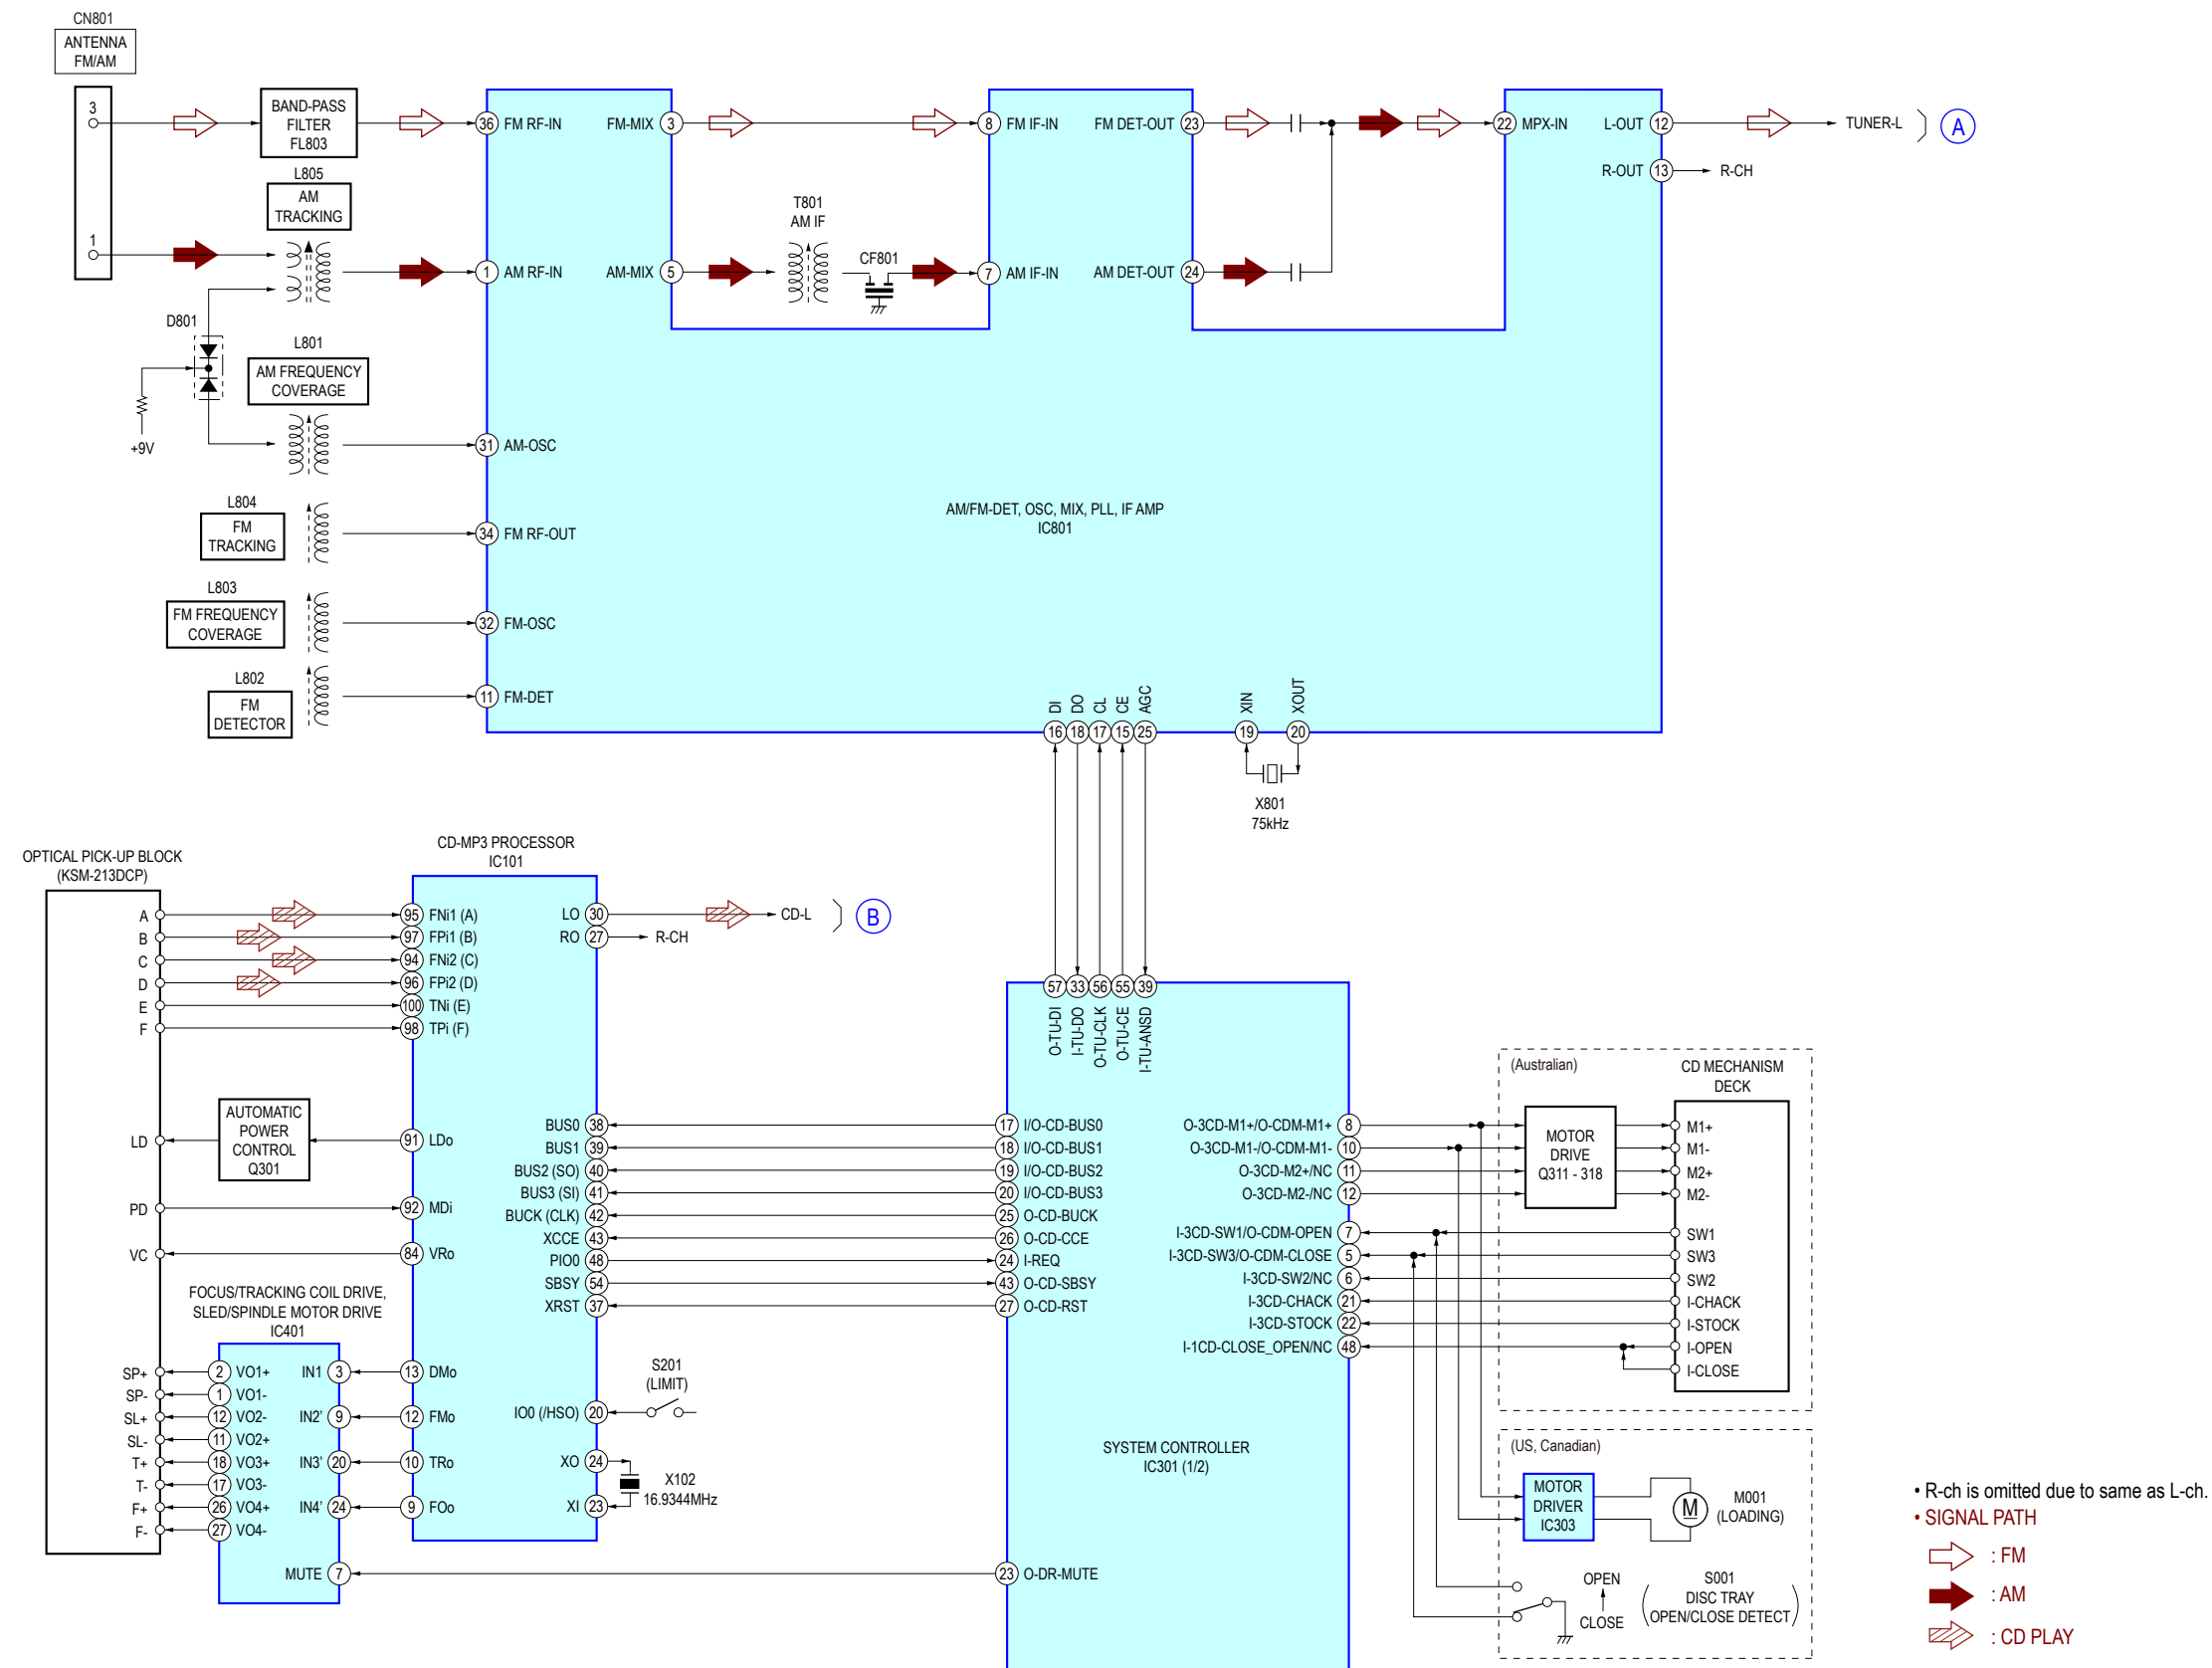 CN801
ANTENNA
FM/AM
3
1
BAND-PASS
FILTER
FL803
L805
AM
TRACKING
D801
+9V
L801
AM FREQUENCY
COVERAGE
L804
FM
TRACKING
L803
FM FREQUENCY
COVERAGE
L802
FM
DETECTOR
36 FM RF-IN
1 AM RF-IN
31 AM-OSC
34 FM RF-OUT
32 FM-OSC
11 FM-DET
FM-MIX 3
AM-MIX 5
T801
AM IF
CF801
8 FM IF-IN
7 AM IF-IN
FM DET-OUT 23
AM DET-OUT 24
22 MPX-IN
L-OUT 12
TUNER-L
A
R-OUT 13
R-CH
AM/FM-DET, OSC, MIX, PLL, IF AMP
IC801
DI
DO
CL
CE
AGC
16 18 17 15 25
XIN
XOUT
19
20
X801
75kHz
OPTICAL PICK-UP BLOCK
(KSM-213DCP)
A
B
C
D
E
F
LD
PD
VC
SP+
SP-
SL+
SL-
T+
T-
F+
F-
AUTOMATIC
POWER
CONTROL
Q301
FOCUS/TRACKING COIL DRIVE,
SLED/SPINDLE MOTOR DRIVE
IC401
2 VO1+
1 VO1-
12 VO2-
11 VO2+
18 VO3+
17 VO3-
26 VO4+
27 VO4-
IN1 3
IN2' 9
IN3' 20
IN4' 24
MUTE 7
CD-MP3 PROCESSOR
IC101
95 FNi1 (A)
97 FPi1 (B)
94 FNi2 (C)
96 FPi2 (D)
100 TNi (E)
98 TPi (F)
91 LDo
92 MDi
84 VRo
13 DMo
12 FMo
10 TRo
9 FOo
LO 30
CD-L
B
RO 27
R-CH
BUS0 38
BUS1 39
BUS2 (SO) 40
BUS3 (SI) 41
BUCK (CLK) 42
XCCE 43
PIO0 48
SBSY 54
XRST 37
IO0 (/HSO) 20
S201
(LIMIT)
XO 24
XI 23
X102
16.9344MHz
57 33 56 55 39
O-TU-DI
I-TU-DO
O-TU-CLK
O-TU-CE
I-TU-ANSD
17 I/O-CD-BUS0
18 I/O-CD-BUS1
19 I/O-CD-BUS2
20 I/O-CD-BUS3
25 O-CD-BUCK
26 O-CD-CCE
24 I-REQ
43 O-CD-SBSY
27 O-CD-RST
23 O-DR-MUTE
SYSTEM CONTROLLER
IC301 (1/2)
O-3CD-M1+/O-CDM-M1+ 8
O-3CD-M1-/O-CDM-M1- 10
O-3CD-M2+/NC 11
O-3CD-M2-/NC 12
I-3CD-SW1/O-CDM-OPEN 7
I-3CD-SW3/O-CDM-CLOSE 5
I-3CD-SW2/NC 6
I-3CD-CHACK 21
I-3CD-STOCK 22
I-1CD-CLOSE_OPEN/NC 48
(Australian)
CD MECHANISM
DECK
MOTOR
DRIVE
Q311 - 318
M1+
M1-
M2+
M2-
SW1
SW3
SW2
I-CHACK
I-STOCK
I-OPEN
I-CLOSE
(US, Canadian)
MOTOR
DRIVER
IC303
M
M001
(LOADING)
OPEN
CLOSE
S001
DISC TRAY
OPEN/CLOSE DETECT
• R-ch is omitted due to same as L-ch.
• SIGNAL PATH
: FM
: AM
: CD PLAY